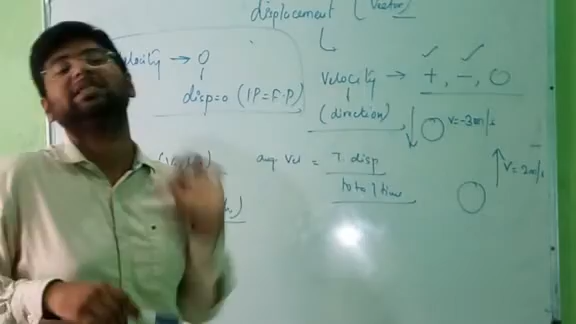 displacement (Vector)
velocity → 0
disp=0 (IP=F.P)
Velocity → +, -, 0
(direction)
V=-3m/s
V=2m/s
avg vel = T. disp
total time